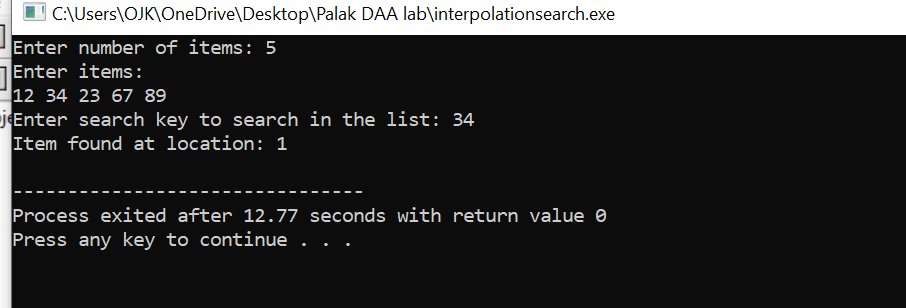 C:\Users\OJK\OneDrive\Desktop\Palak DAA lab\interpolationsearch.exe
Enter number of items: 5
Enter items:
12 34 23 67 89
Enter search key to search in the list: 34
Item found at location: 1
--------------------------------
Process exited after 12.77 seconds with return value 0
Press any key to continue . . .